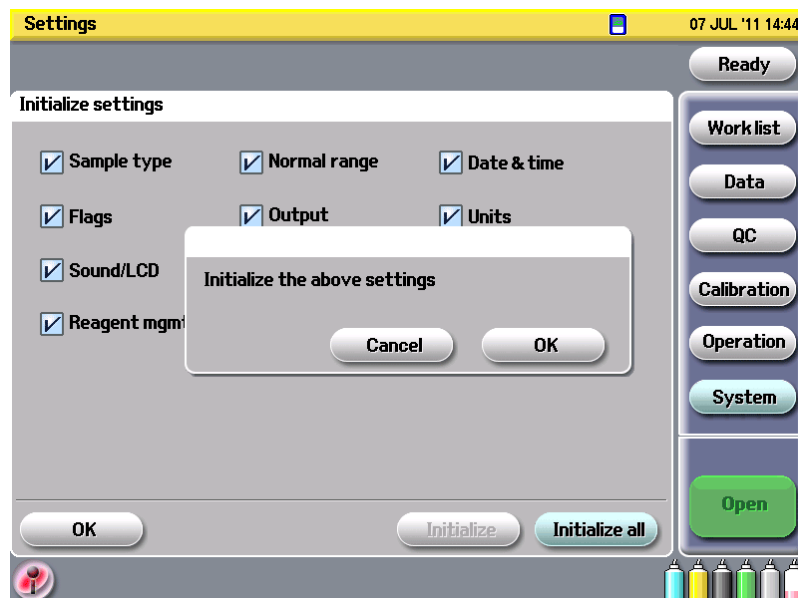 Settings
07 JUL '11 14:44
Ready
Initialize settings
Work list
Sample type
Normal range
Date & time
Data
Flags
Output
Units
QC
Sound/LCD
Initialize the above settings
Calibration
Reagent mgmt
Cancel
OK
Operation
System
Open
OK
Initialize
Initialize all